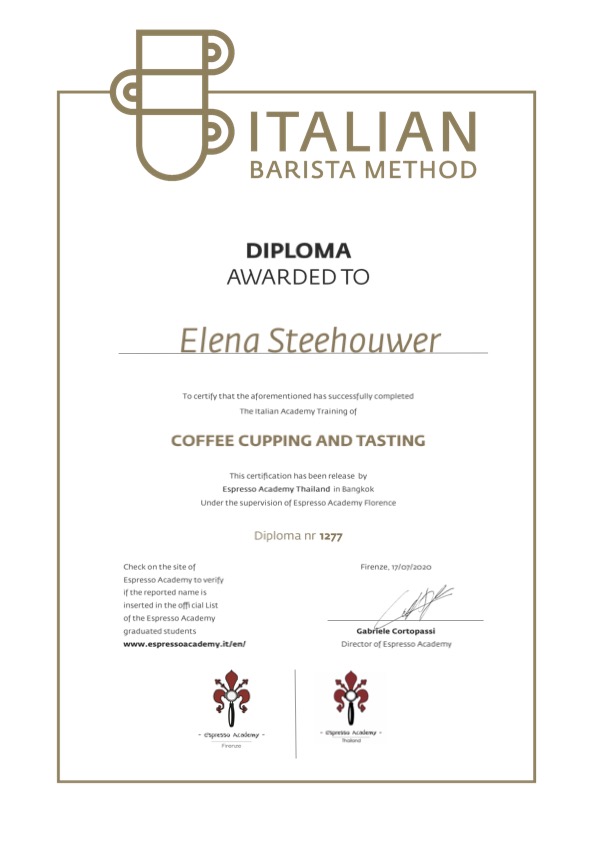 ITALIAN
BARISTA METHOD
DIPLOMA
AWARDED TO
Elena Steehouwer
To certify that the aforementioned has successfully completed
The Italian Academy Training of
COFFEE CUPPING AND TASTING
This certification has been release by
Espresso Academy Thailand in Bangkok
Under the supervision of Espresso Academy Florence
Diploma nr 1277
Check on the site of
Espresso Academy to verify
if the reported name is
inserted in the offi cial List
of the Espresso Academy
graduated students
www.espressoacademy.it/en/
Firenze, 17/07/2020
Gabriele Cortopassi
Director of Espresso Academy
- Espresso Academy -
Firenze
- Espresso Academy -
Thailand